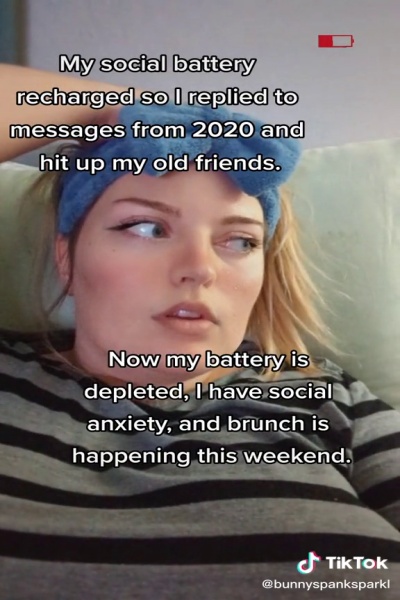 My social battery
recharged so I replied to
messages from 2020 and
hit up my old friends.
Now my battery is
depleted, I have social
anxiety, and brunch is
happening this weekend.
TikTok
@bunnyspanksparkl